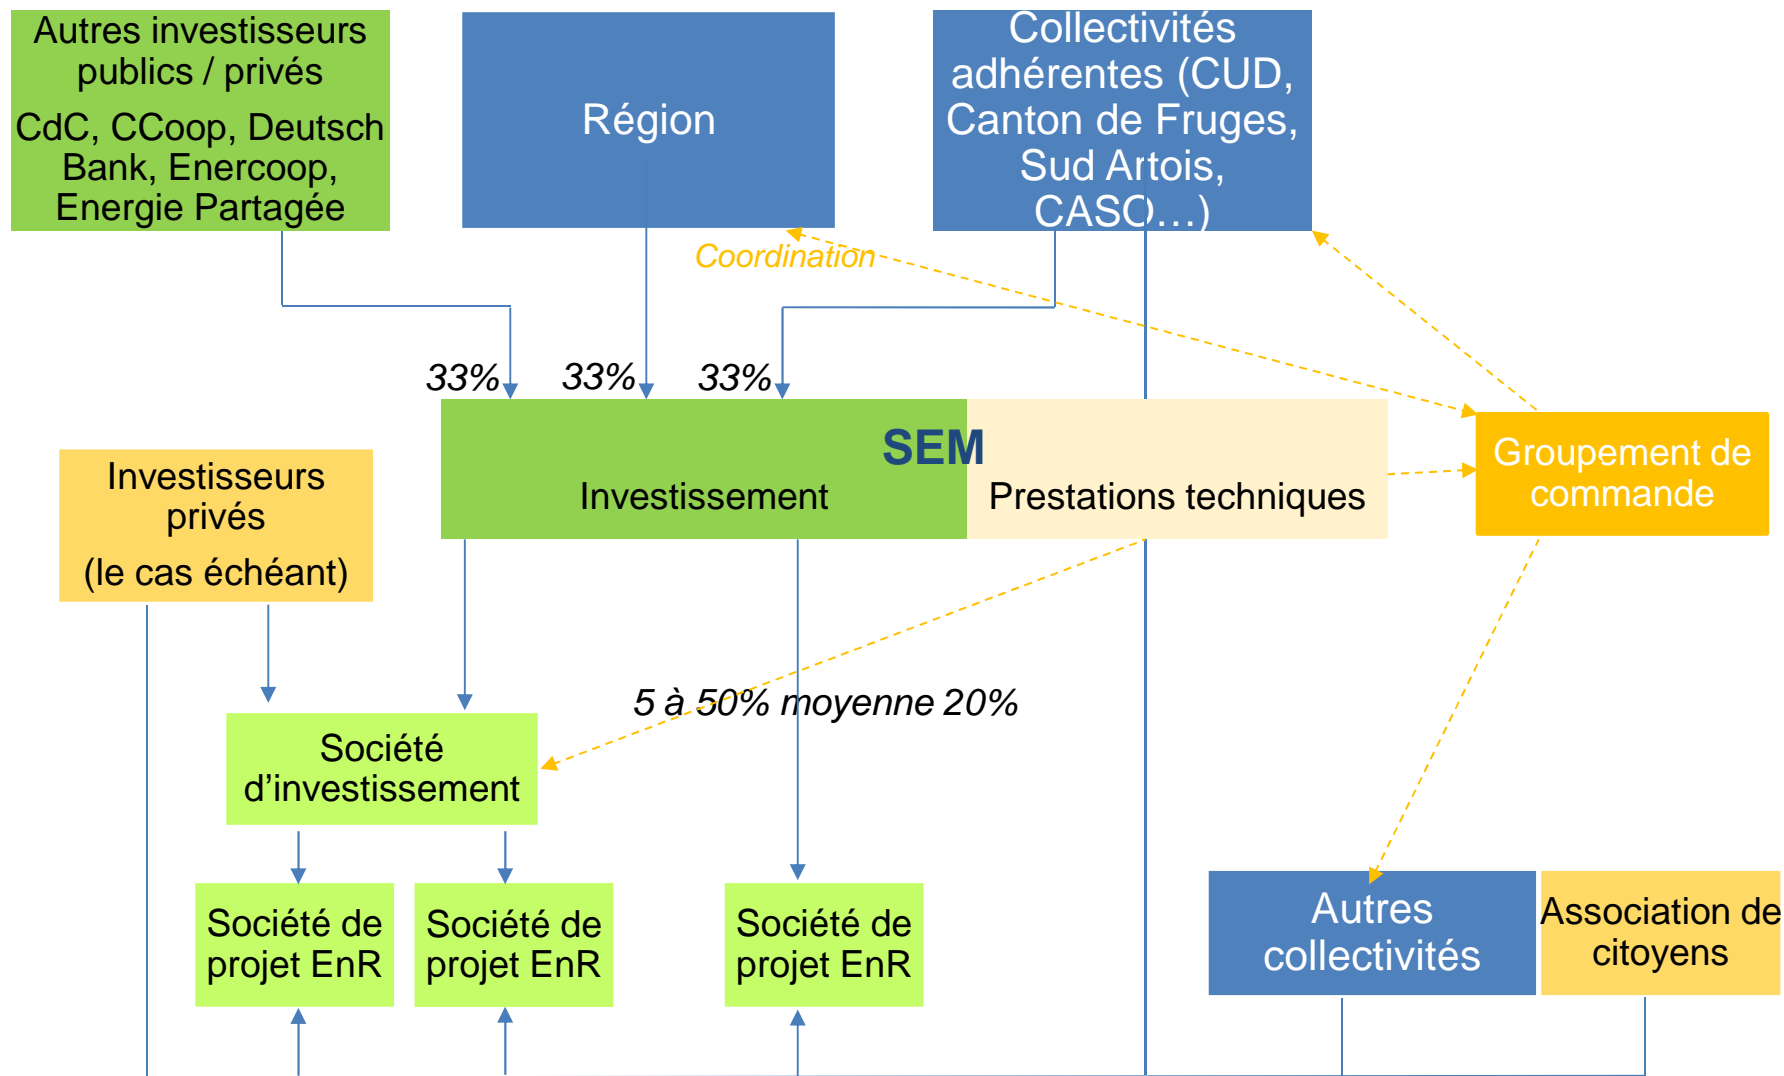 Autres investisseurs
publics / privés
CdC, CCoop, Deutsch
Bank, Enercoop,
Energie Partagée
Région
Collectivités
adhérentes (CUD,
Canton de Fruges,
Sud Artois,
CASO…)
Coordination
33%
33%
33%
SEM
Investissement
Prestations techniques
Groupement de
commande
Investisseurs
privés
(le cas échéant)
5 à 50% moyenne 20%
Société
d’investissement
Société de
projet EnR
Société de
projet EnR
Société de
projet EnR
Autres
collectivités
Association de
citoyens